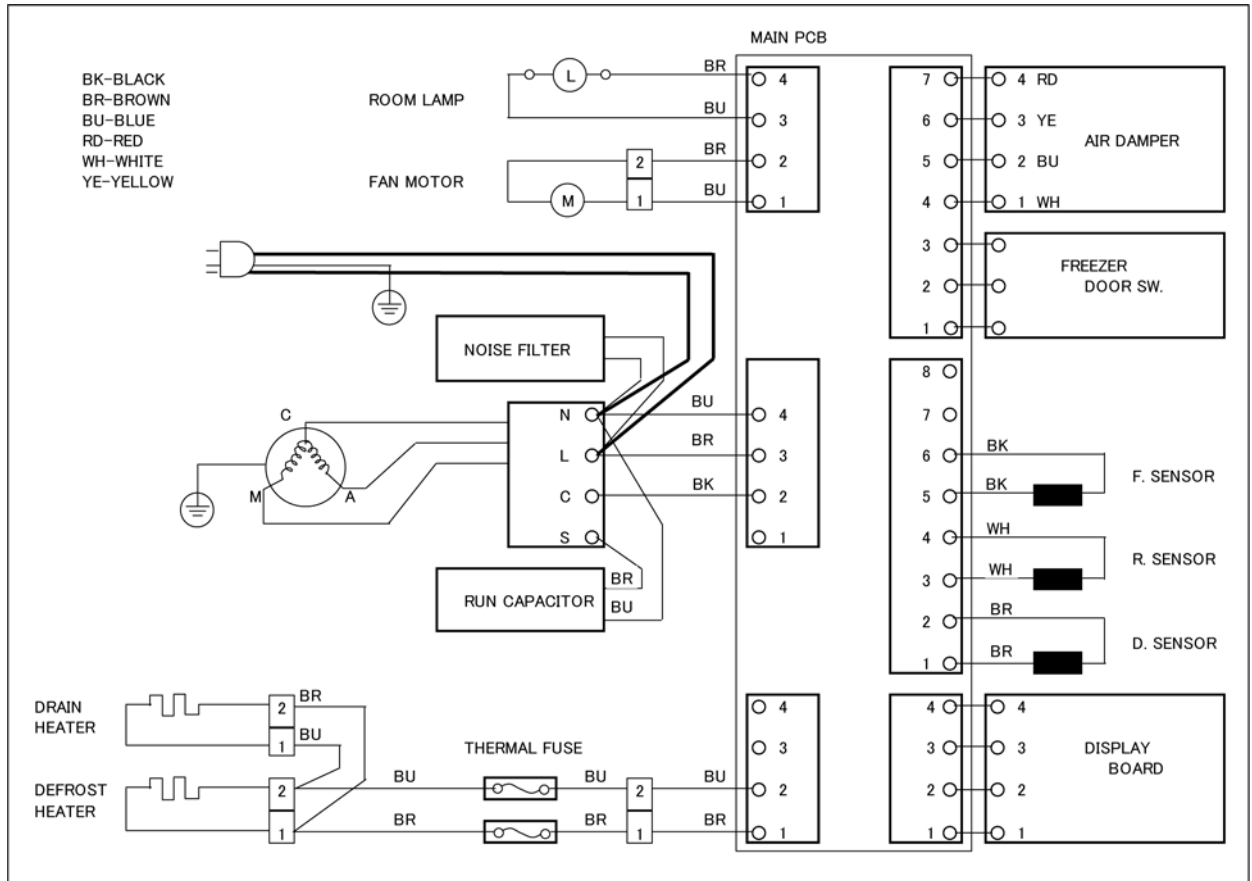 MAIN PCB
BK-BLACK
BR-BROWN
BU-BLUE
RD-RED
WH-WHITE
YE-YELLOW
ROOM LAMP
L
BR
BU
4
3
2
1
FAN MOTOR
M
2
1
BR
BU
7
6
5
4
3
2
1
4 RD
3 YE
2 BU
1 WH
AIR DAMPER
FREEZER
DOOR SW.
NOISE FILTER
C
M
A
N
L
C
S
BU
BR
BK
4
3
2
1
RUN CAPACITOR
BR
BU
8
7
6
5
4
3
2
1
BK
BK
F. SENSOR
WH
WH
R. SENSOR
BR
BR
D. SENSOR
DRAIN
HEATER
2
1
BR
BU
DEFROST
HEATER
2
1
THERMAL FUSE
BU
BU
2
BU
BR
BR
1
BR
4
3
2
1
4
3
2
1
4
3
2
1
DISPLAY
BOARD